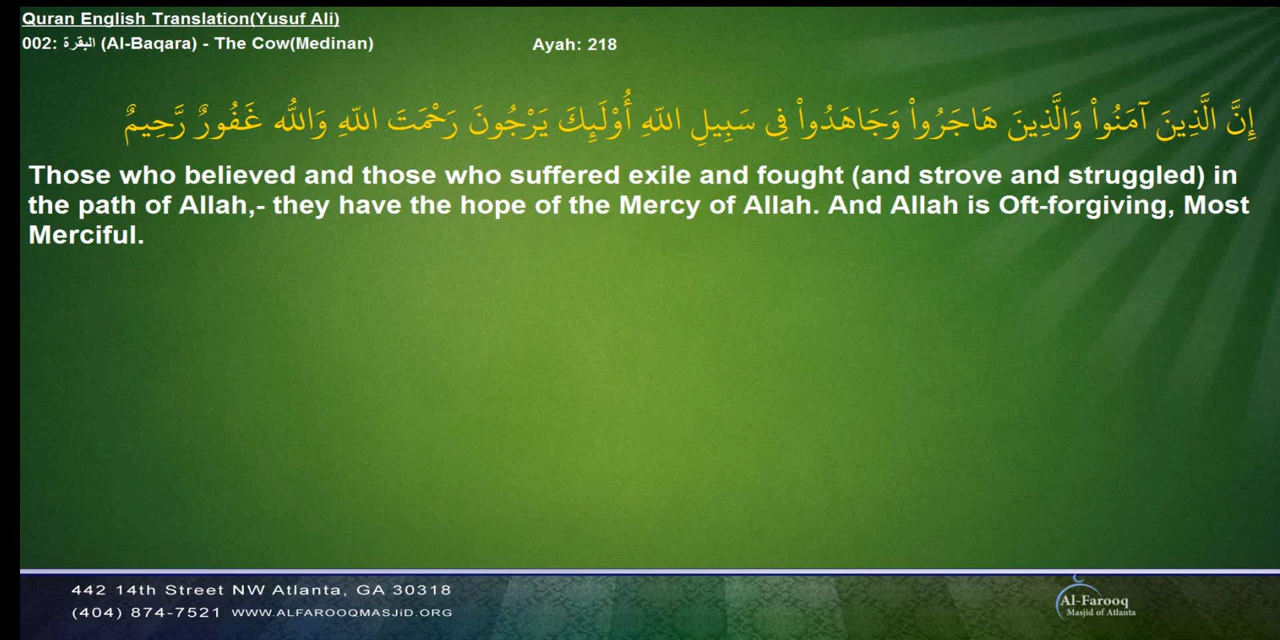 Quran English Translation(Yusuf Ali)
002: البقرة (Al-Baqara) - The Cow(Medinan)
Ayah: 218
إِنَّ الَّذِينَ آمَنُواْ وَالَّذِينَ هَاجَرُواْ وَجَاهَدُواْ فِي سَبِيلِ اللّهِ أُوْلَئِكَ يَرْجُونَ رَحْمَتَ اللّهِ وَاللّهُ غَفُورٌ رَّحِيمٌ
Those who believed and those who suffered exile and fought (and strove and struggled) in
the path of Allah,- they have the hope of the Mercy of Allah. And Allah is Oft-forgiving, Most
Merciful.
442 14th Street NW Atlanta, GA 30318
(404) 874-7521 WWW.ALFAROOQMASJiD.ORG
Al-Farooq
Masjid of Atlanta